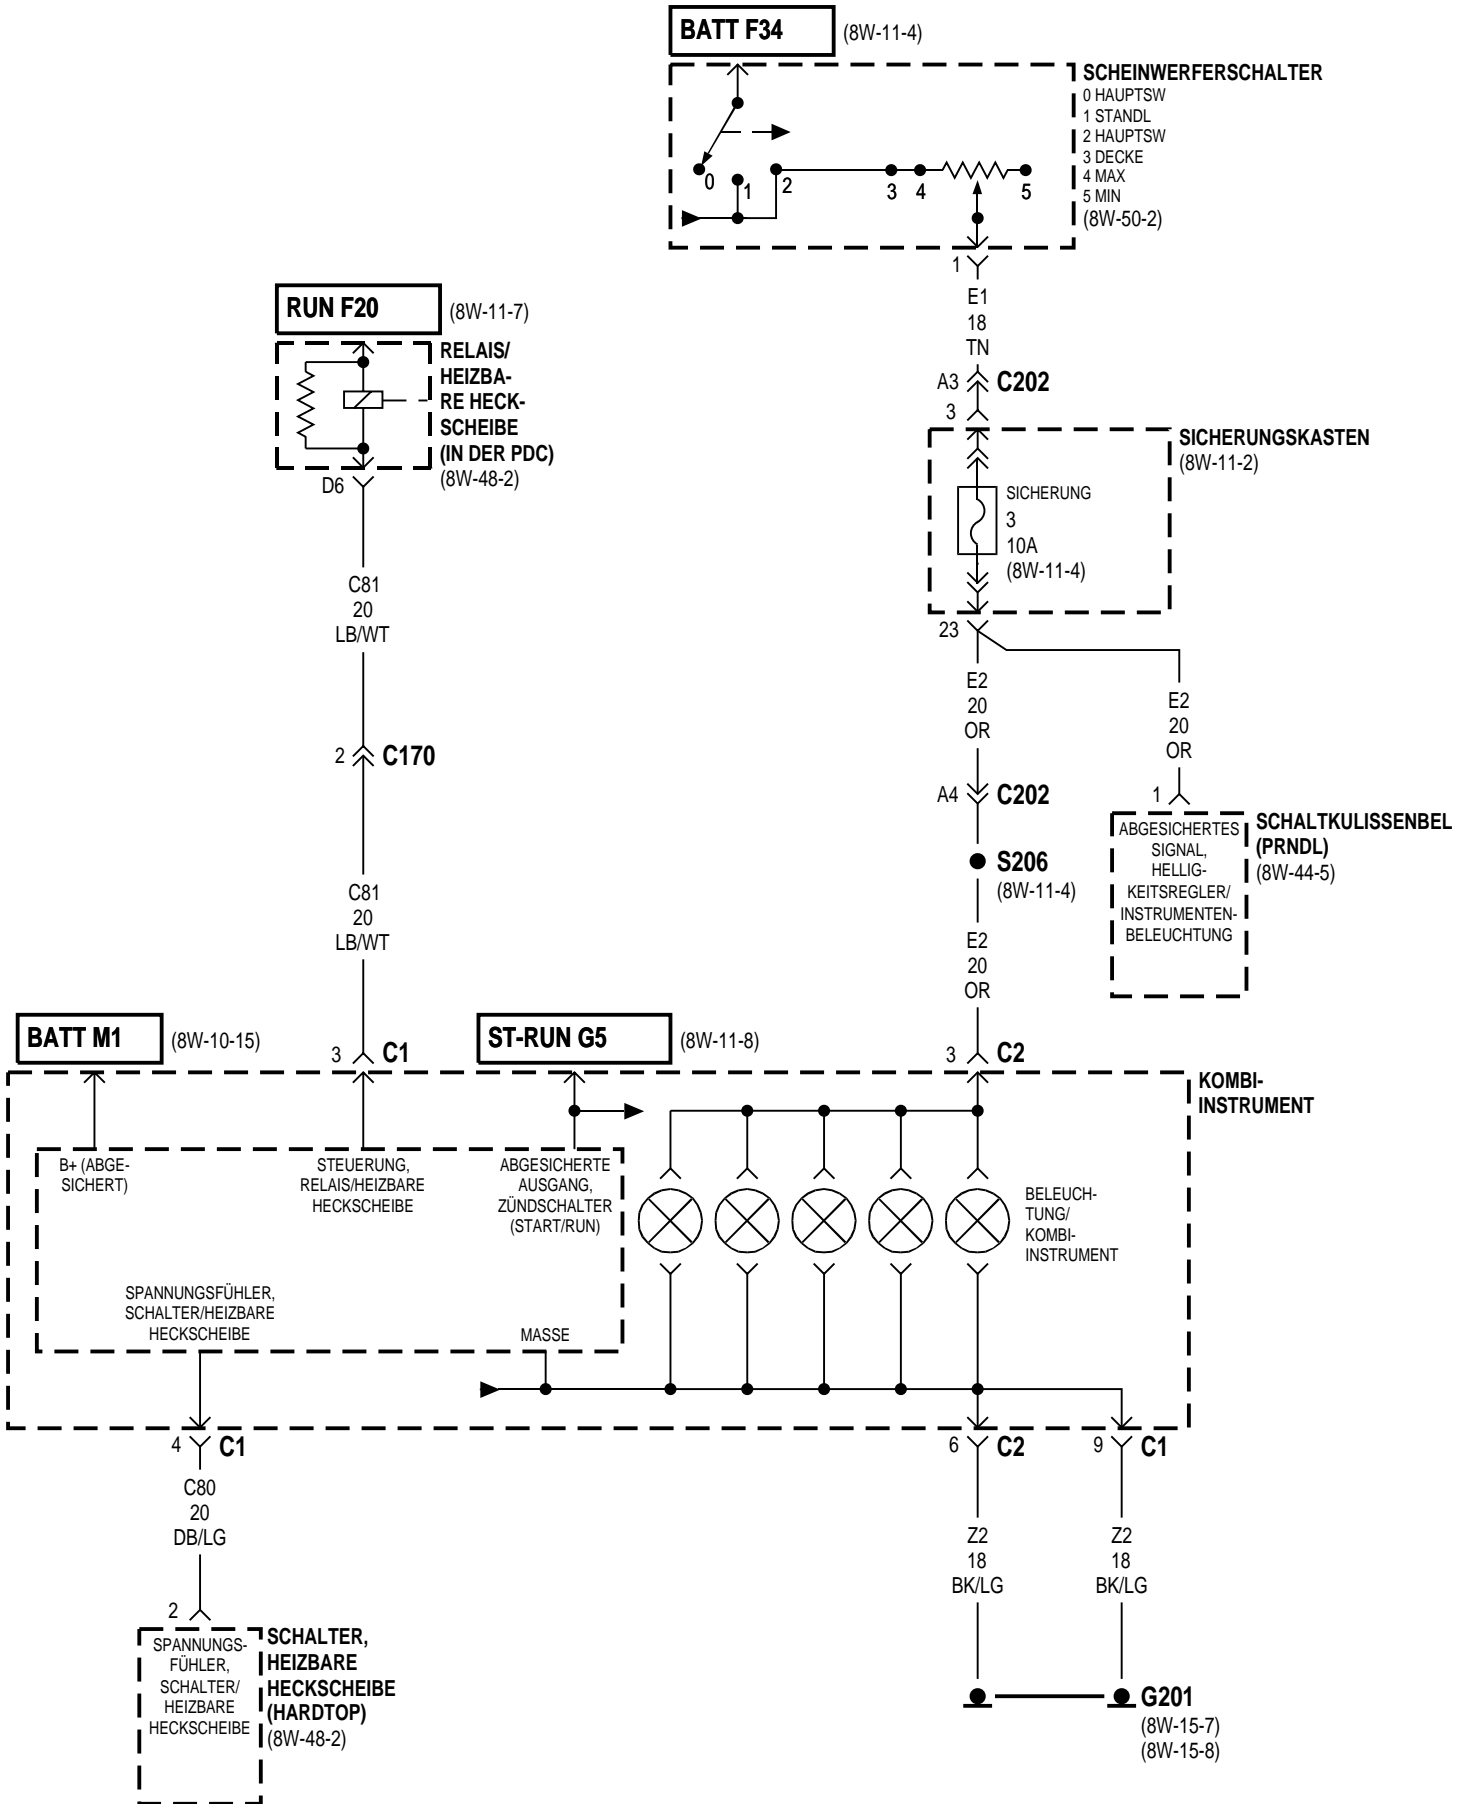 BATT F34
(8W-11-4)
SCHEINWERFERSCHALTER
0 HAUPTSW
1 STANDL
2 HAUPTSW
3 DECKE
4 MAX
5 MIN
(8W-50-2)
0
1
2
3
4
5
1
E1
18
TN
A3
C202
3
RUN F20
(8W-11-7)
RELAIS/
HEIZBA-
RE HECK-
SCHEIBE
(IN DER PDC)
(8W-48-2)
D6
SICHERUNGSKASTEN
(8W-11-2)
SICHERUNG
3
10A
(8W-11-4)
23
C81
20
LB/WT
E2
20
OR
E2
20
OR
2
C170
A4
C202
1
S206
(8W-11-4)
ABGESICHERTES
SIGNAL,
HELLIG-
KEITSREGLER/
INSTRUMENTEN-
BELEUCHTUNG
SCHALTKULISSENBEL
(PRNDL)
(8W-44-5)
C81
20
LB/WT
E2
20
OR
BATT M1
(8W-10-15)
3
C1
ST-RUN G5
(8W-11-8)
3
C2
KOMBI-
INSTRUMENT
B+ (ABGE-
SICHERT)
STEUERUNG,
RELAIS/HEIZBARE
HECKSCHEIBE
ABGESICHERTE
AUSGANG,
ZÜNDSCHALTER
(START/RUN)
BELEUCH-
TUNG/
KOMBI-
INSTRUMENT
SPANNUNGSFÜHLER,
SCHALTER/HEIZBARE
HECKSCHEIBE
MASSE
4
C1
6
C2
9
C1
C80
20
DB/LG
Z2
18
BK/LG
Z2
18
BK/LG
2
SPANNUNGS-
FÜHLER,
SCHALTER/
HEIZBARE
HECKSCHEIBE
SCHALTER,
HEIZBARE
HECKSCHEIBE
(HARDTOP)
(8W-48-2)
G201
(8W-15-7)
(8W-15-8)